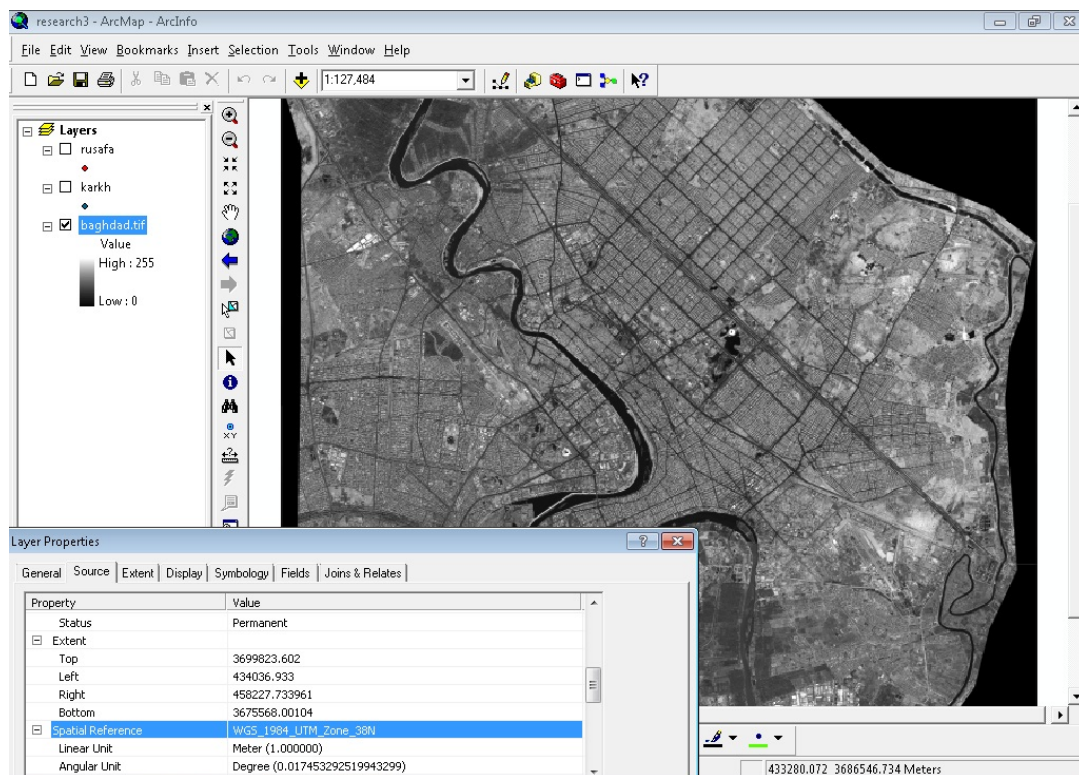 research3 - ArcMap - ArcInfo
File Edit View Bookmarks Insert Selection Tools Window Help
1:127,484
Layers
rusafa
karkh
baghdad.tif
Value
High : 255
Low : 0
XY
Layer Properties
General Source Extent Display Symbology Fields Joins & Relates
Property Value
Status Permanent
Extent
Top 3699823.602
Left 434036.933
Right 458227.733961
Bottom 3675568.00104
Spatial Reference WGS_1984_UTM_Zone_38N
Linear Unit Meter (1.000000)
Angular Unit Degree (0.017453292519943299)
433280.072 3686546.734 Meters